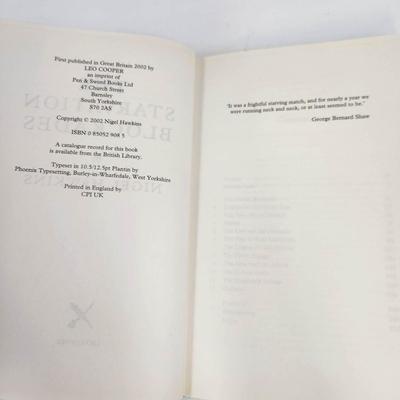 First published in Great Britain 2002 by
LEO COOPER
an imprint of
Pen & Sword Books Ltd
47 Church Street
Barnsley
South Yorkshire
S70 2AS
Copyright © 2002 Nigel Hawkins
ISBN 0 85052 908 5
A catalogue record for this book
is available from the British Library.
Typeset in 10.5/12.5pt Plantin by
Phoenix Typesetting, Burley-in-Wharfedale, West Yorkshire
Printed in England by
CPI UK
'It was a frightful starving match, and for nearly a year we
were running neck and neck, or at least seemed to be.'
George Bernard Shaw